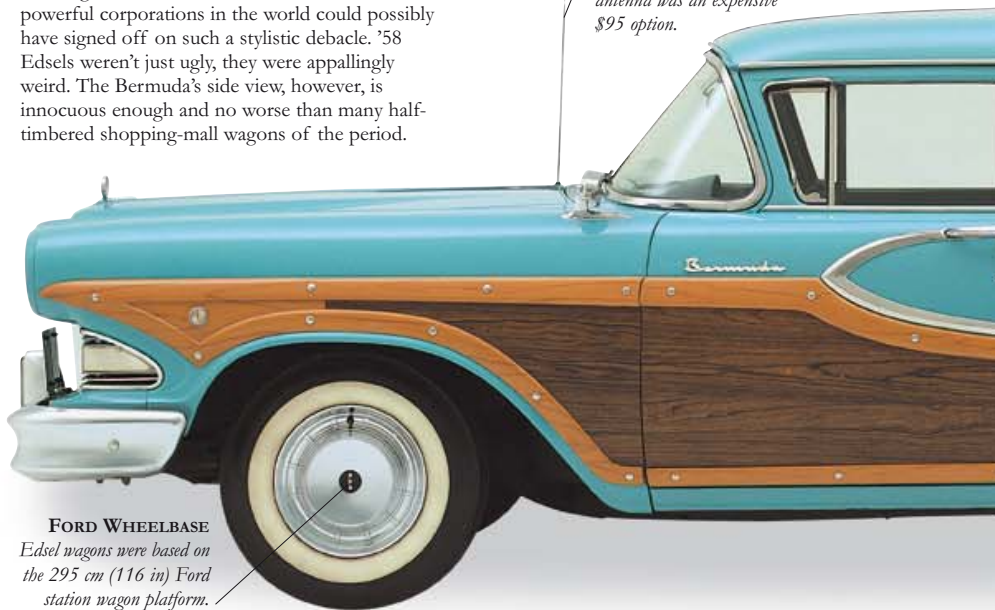 powerful corporations in the world could possibly
have signed off on such a stylistic debacle. ’58
Edsels weren’t just ugly, they were appallingly
weird. The Bermuda’s side view, however, is
innocuous enough and no worse than many half-
timbered shopping-mall wagons of the period.
antenna was an expensive
$95 option.
Bermuda
FORD WHEELBASE
Edsel wagons were based on
the 295 cm (116 in) Ford
station wagon platform.